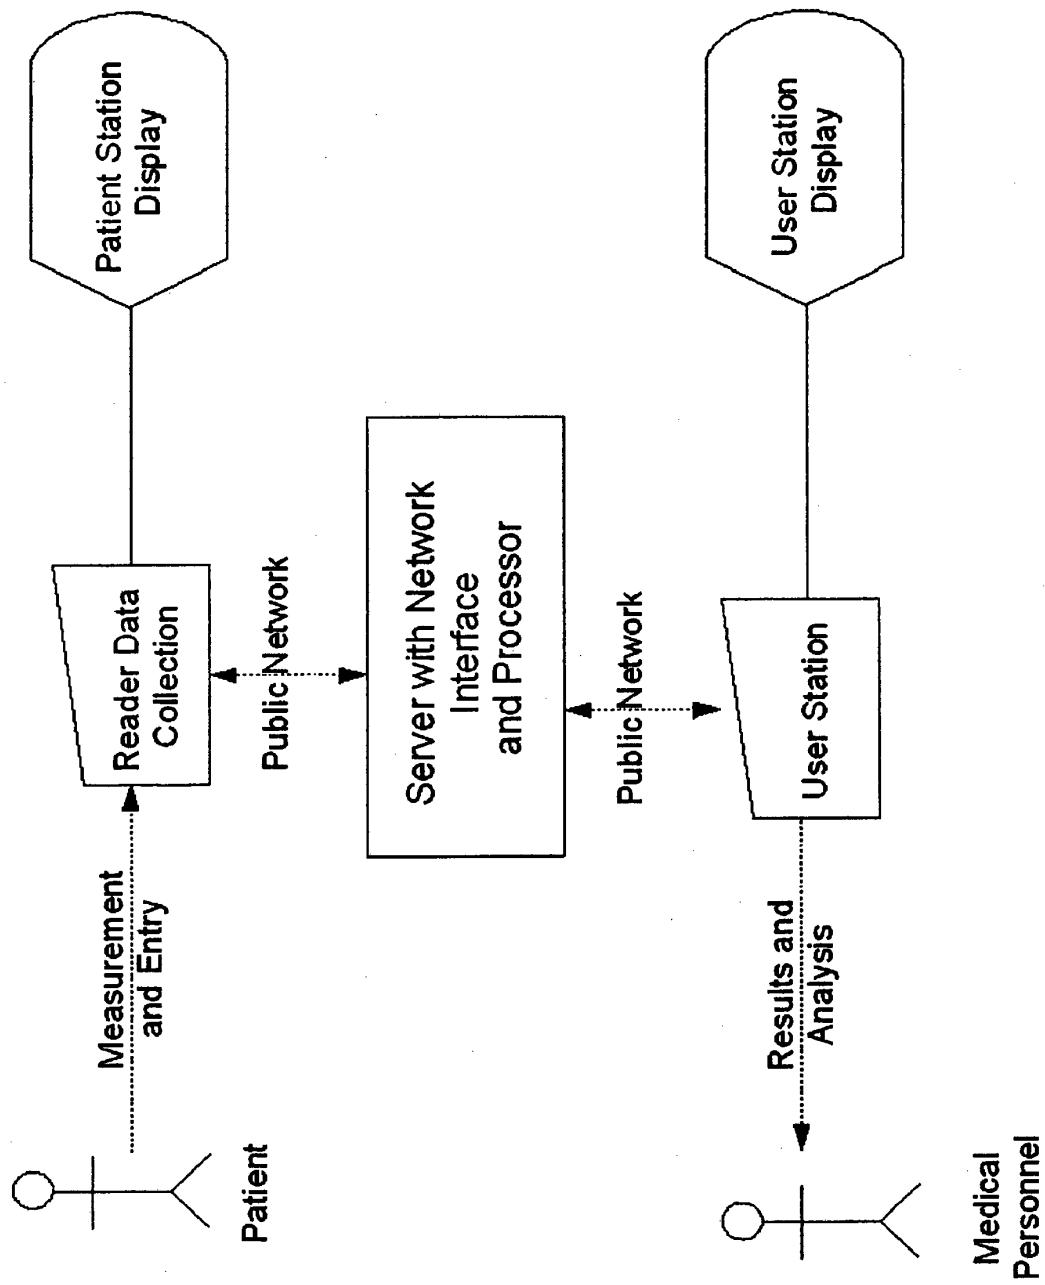 Patient
Measurement
and Entry
Reader Data
Collection
Patient Station
Display
Public Network
Server with Network
Interface
and Processor
Public Network
Medical
Personnel
Results and
Analysis
User Station
User Station
Display